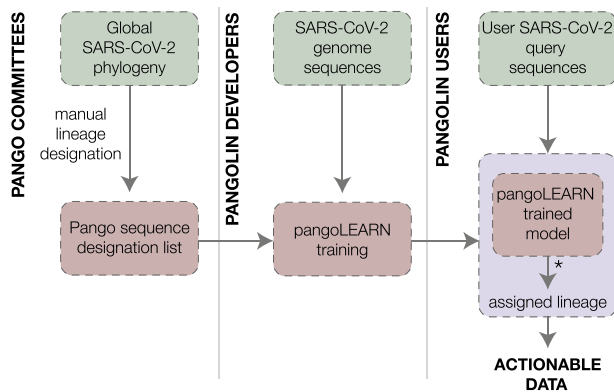 PANGO COMMITTEES
Global
SARS-CoV-2
phylogeny
manual
lineage
designation
Pango sequence
designation list
PANGOLIN DEVELOPERS
SARS-CoV-2
genome
sequences
pangoLEARN
training
PANGOLIN USERS
User SARS-CoV-2
query
sequences
pangoLEARN
trained
model
*
assigned lineage
ACTIONABLE
DATA